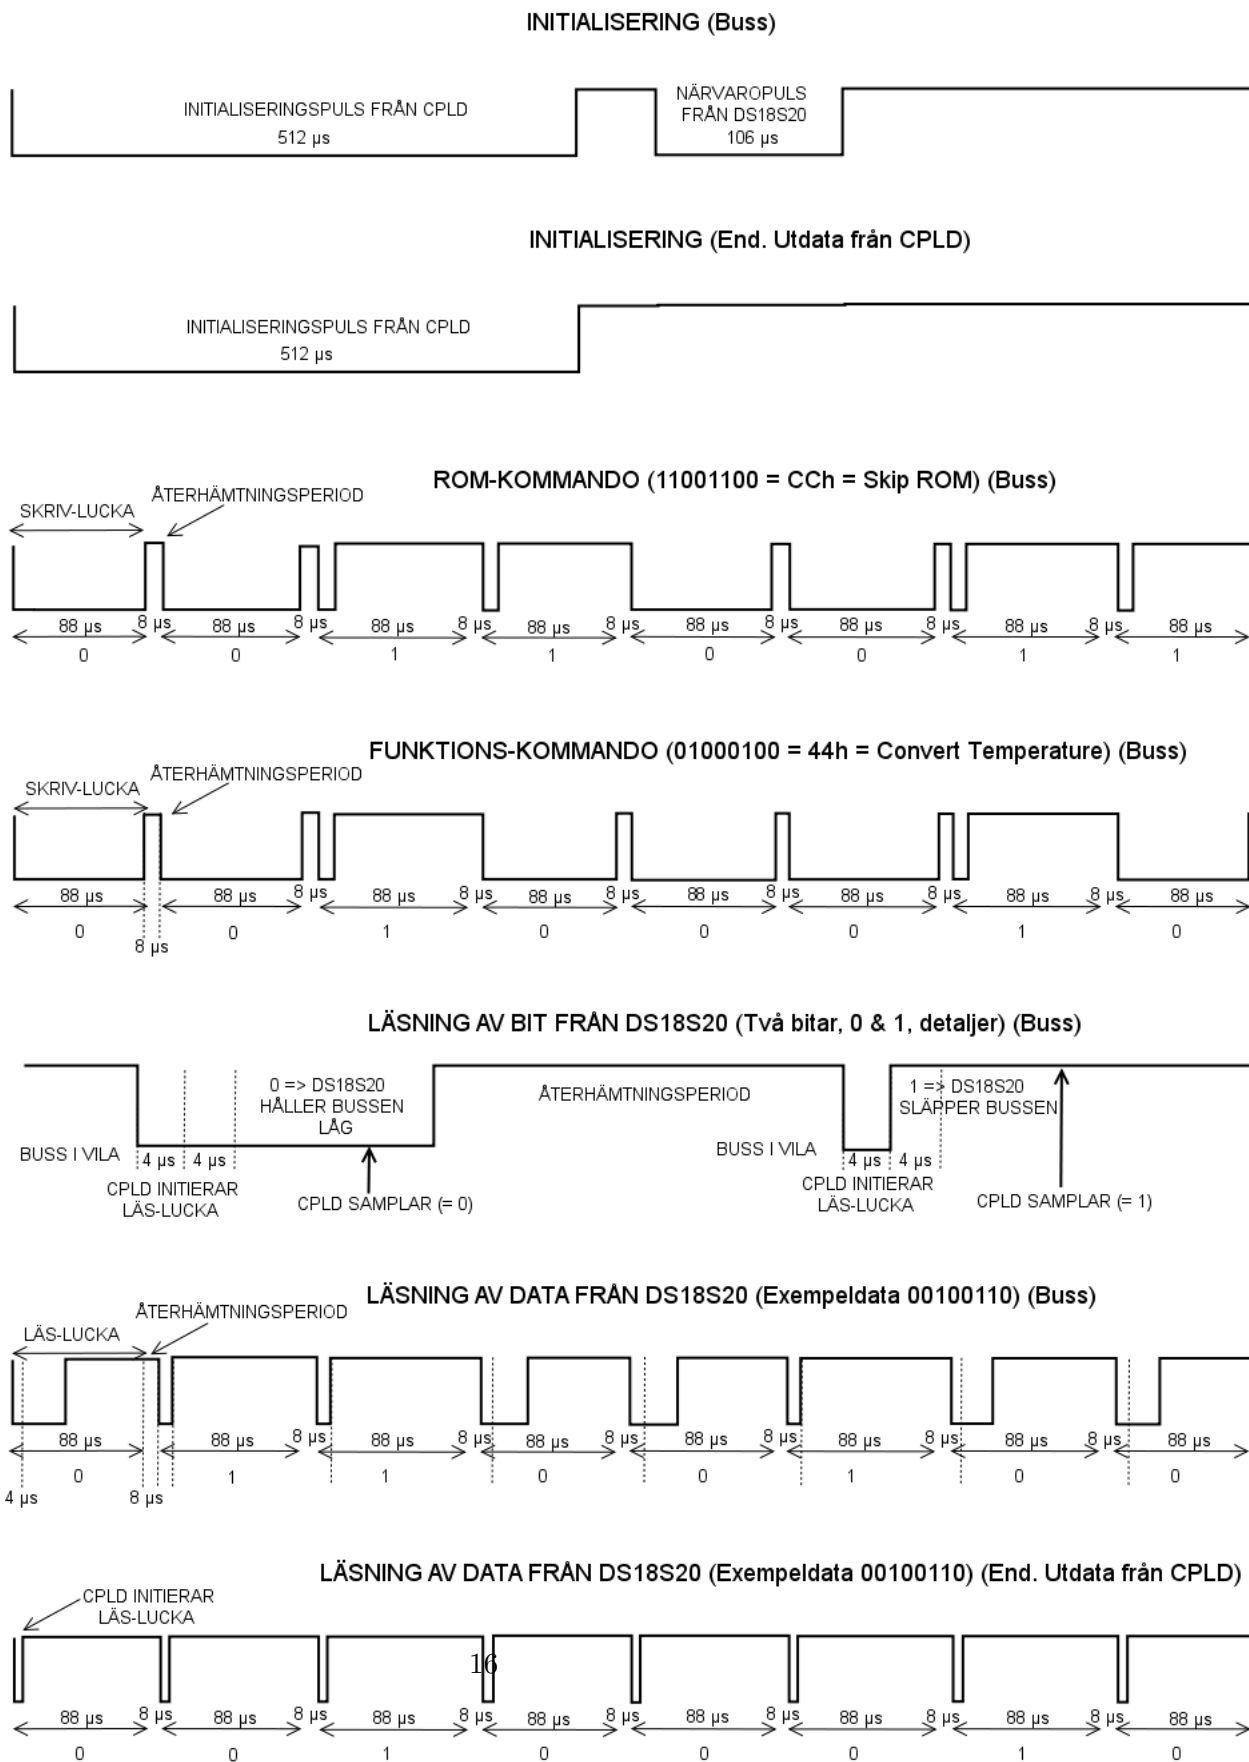 INITIALISERING (Buss)
INITIALISERINGSPULS FRÅN CPLD
512 µs
NÄRVAROPULS
FRÅN DS18S20
106 µs
INITIALISERING (End. Utdata från CPLD)
INITIALISERINGSPULS FRÅN CPLD
512 µs
ROM-KOMMANDO (11001100 = CCh = Skip ROM) (Buss)
SKRIV-LUCKA
ÅTERHÄMTNINGSPERIOD
88 µs 8 µs 88 µs 8 µs 88 µs 8 µs 88 µs 8 µs 88 µs 8 µs 88 µs 8 µs 88 µs 8 µs 88 µs
0 0 1 1 0 0 1 1
FUNKTIONS-KOMMANDO (01000100 = 44h = Convert Temperature) (Buss)
SKRIV-LUCKA
ÅTERHÄMTNINGSPERIOD
88 µs 88 µs 8 µs 88 µs 8 µs 88 µs 8 µs 88 µs 8 µs 88 µs 8 µs 88 µs 8 µs 88 µs
0 0 1 0 0 0 1 0
8 µs
LÄSNING AV BIT FRÅN DS18S20 (Två bitar, 0 & 1, detaljer) (Buss)
0 => DS18S20
HÅLLER BUSSEN
LÅG
ÅTERHÄMTNINGSPERIOD
1 => DS18S20
SLÄPPER BUSSEN
BUSS I VILA
4 µs 4 µs
CPLD INITIERAR
LÄS-LUCKA
CPLD SAMPLAR (= 0)
BUSS I VILA
4 µs 4 µs
CPLD INITIERAR
LÄS-LUCKA
CPLD SAMPLAR (= 1)
LÄSNING AV DATA FRÅN DS18S20 (Exempeldata 00100110) (Buss)
LÄS-LUCKA
ÅTERHÄMTNINGSPERIOD
88 µs 88 µs 8 µs 88 µs 8 µs 88 µs 8 µs 88 µs 8 µs 88 µs 8 µs 88 µs 8 µs 88 µs
0 1 1 0 0 1 0 0
4 µs 8 µs
LÄSNING AV DATA FRÅN DS18S20 (Exempeldata 00100110) (End. Utdata från CPLD)
CPLD INITIERAR
LÄS-LUCKA
16
88 µs 8 µs 88 µs 8 µs 88 µs 8 µs 88 µs 8 µs 88 µs 8 µs 88 µs 8 µs 88 µs 8 µs 88 µs
0 0 1 0 0 0 1 0